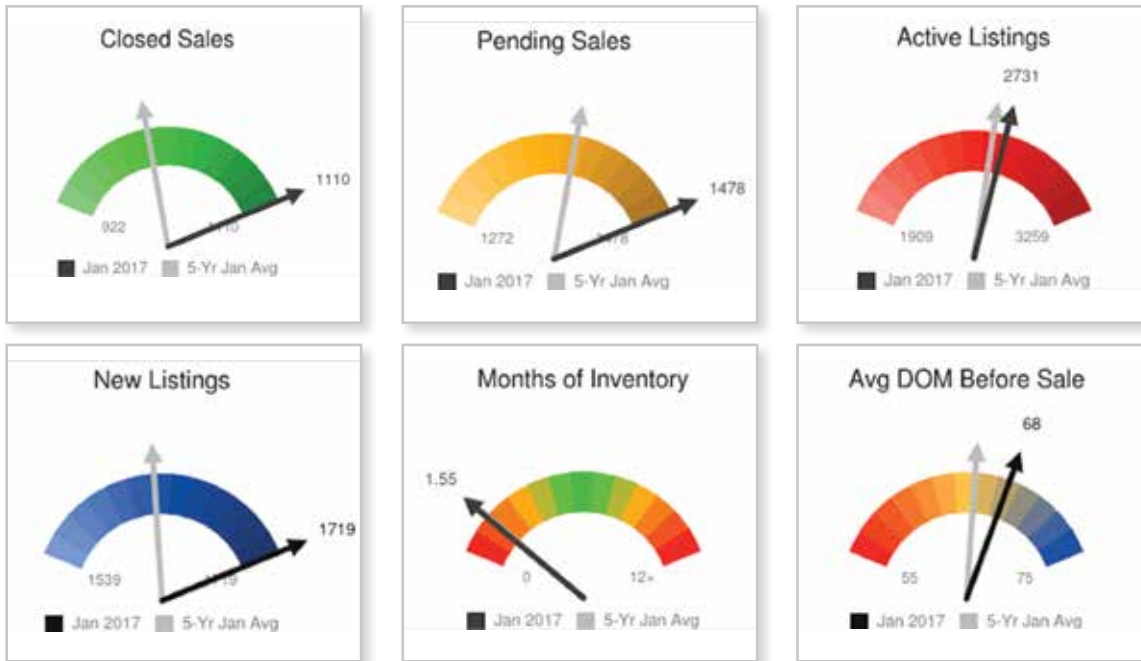 Closed Sales
1110
922
Jan 2017 5-Yr Jan Avg
Pending Sales
1478
1272
Jan 2017 5-Yr Jan Avg
Active Listings
2731
1909 3259
Jan 2017 5-Yr Jan Avg
New Listings
1719
1539
Jan 2017 5-Yr Jan Avg
Months of Inventory
1.55
0 12+
Jan 2017 5-Yr Jan Avg
Avg DOM Before Sale
68
55 75
Jan 2017 5-Yr Jan Avg